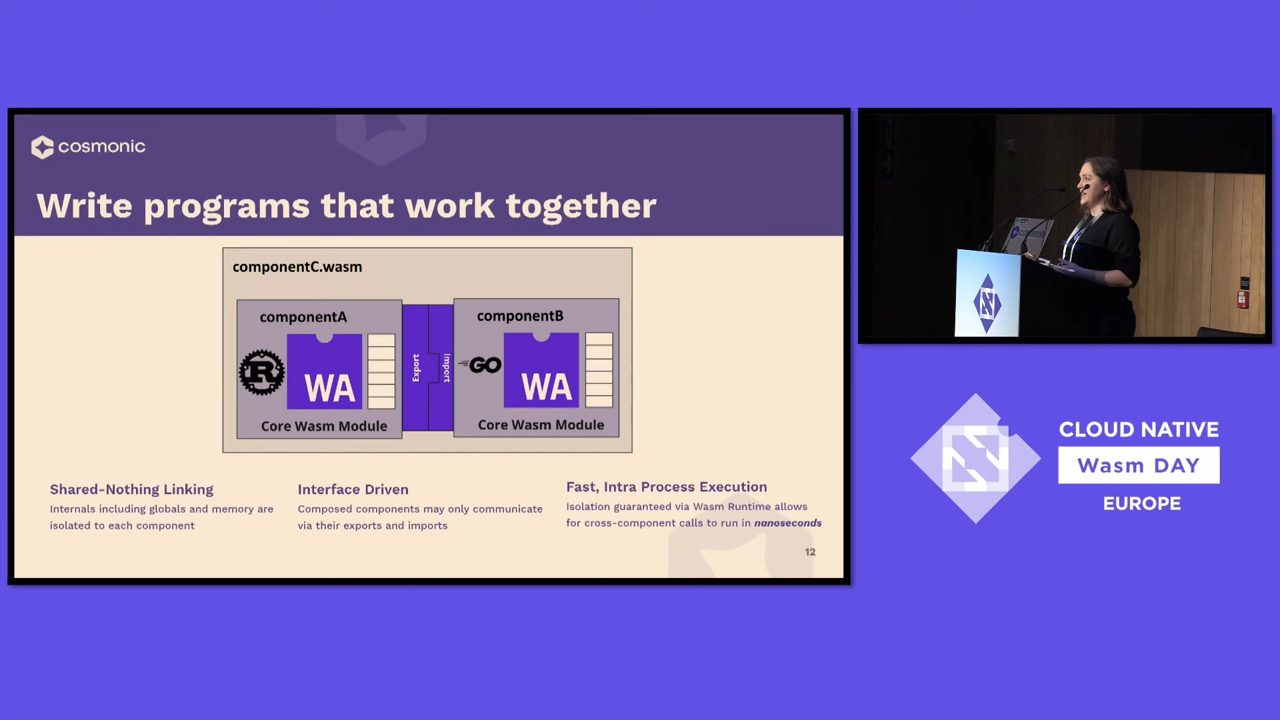 cosmonic
Write programs that work together
componentC.wasm
componentA
WA
Core Wasm Module
Export
Import
componentB
GO
WA
Core Wasm Module
Shared-Nothing Linking
Internals including globals and memory are
isolated to each component
Interface Driven
Composed components may only communicate
via their exports and imports
Fast, Intra Process Execution
Isolation guaranteed via Wasm Runtime allows
for cross-component calls to run in nanoseconds
12
CLOUD NATIVE
Wasm DAY
EUROPE